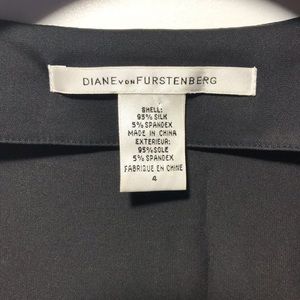 DIANE VON FURSTENBERG
SHELL:
95% SILK
5% SPANDEX
MADE IN CHINA
EXTERIEUR:
95% SOIE
5% SPANDEX
FABRIQUE EN CHINE
4